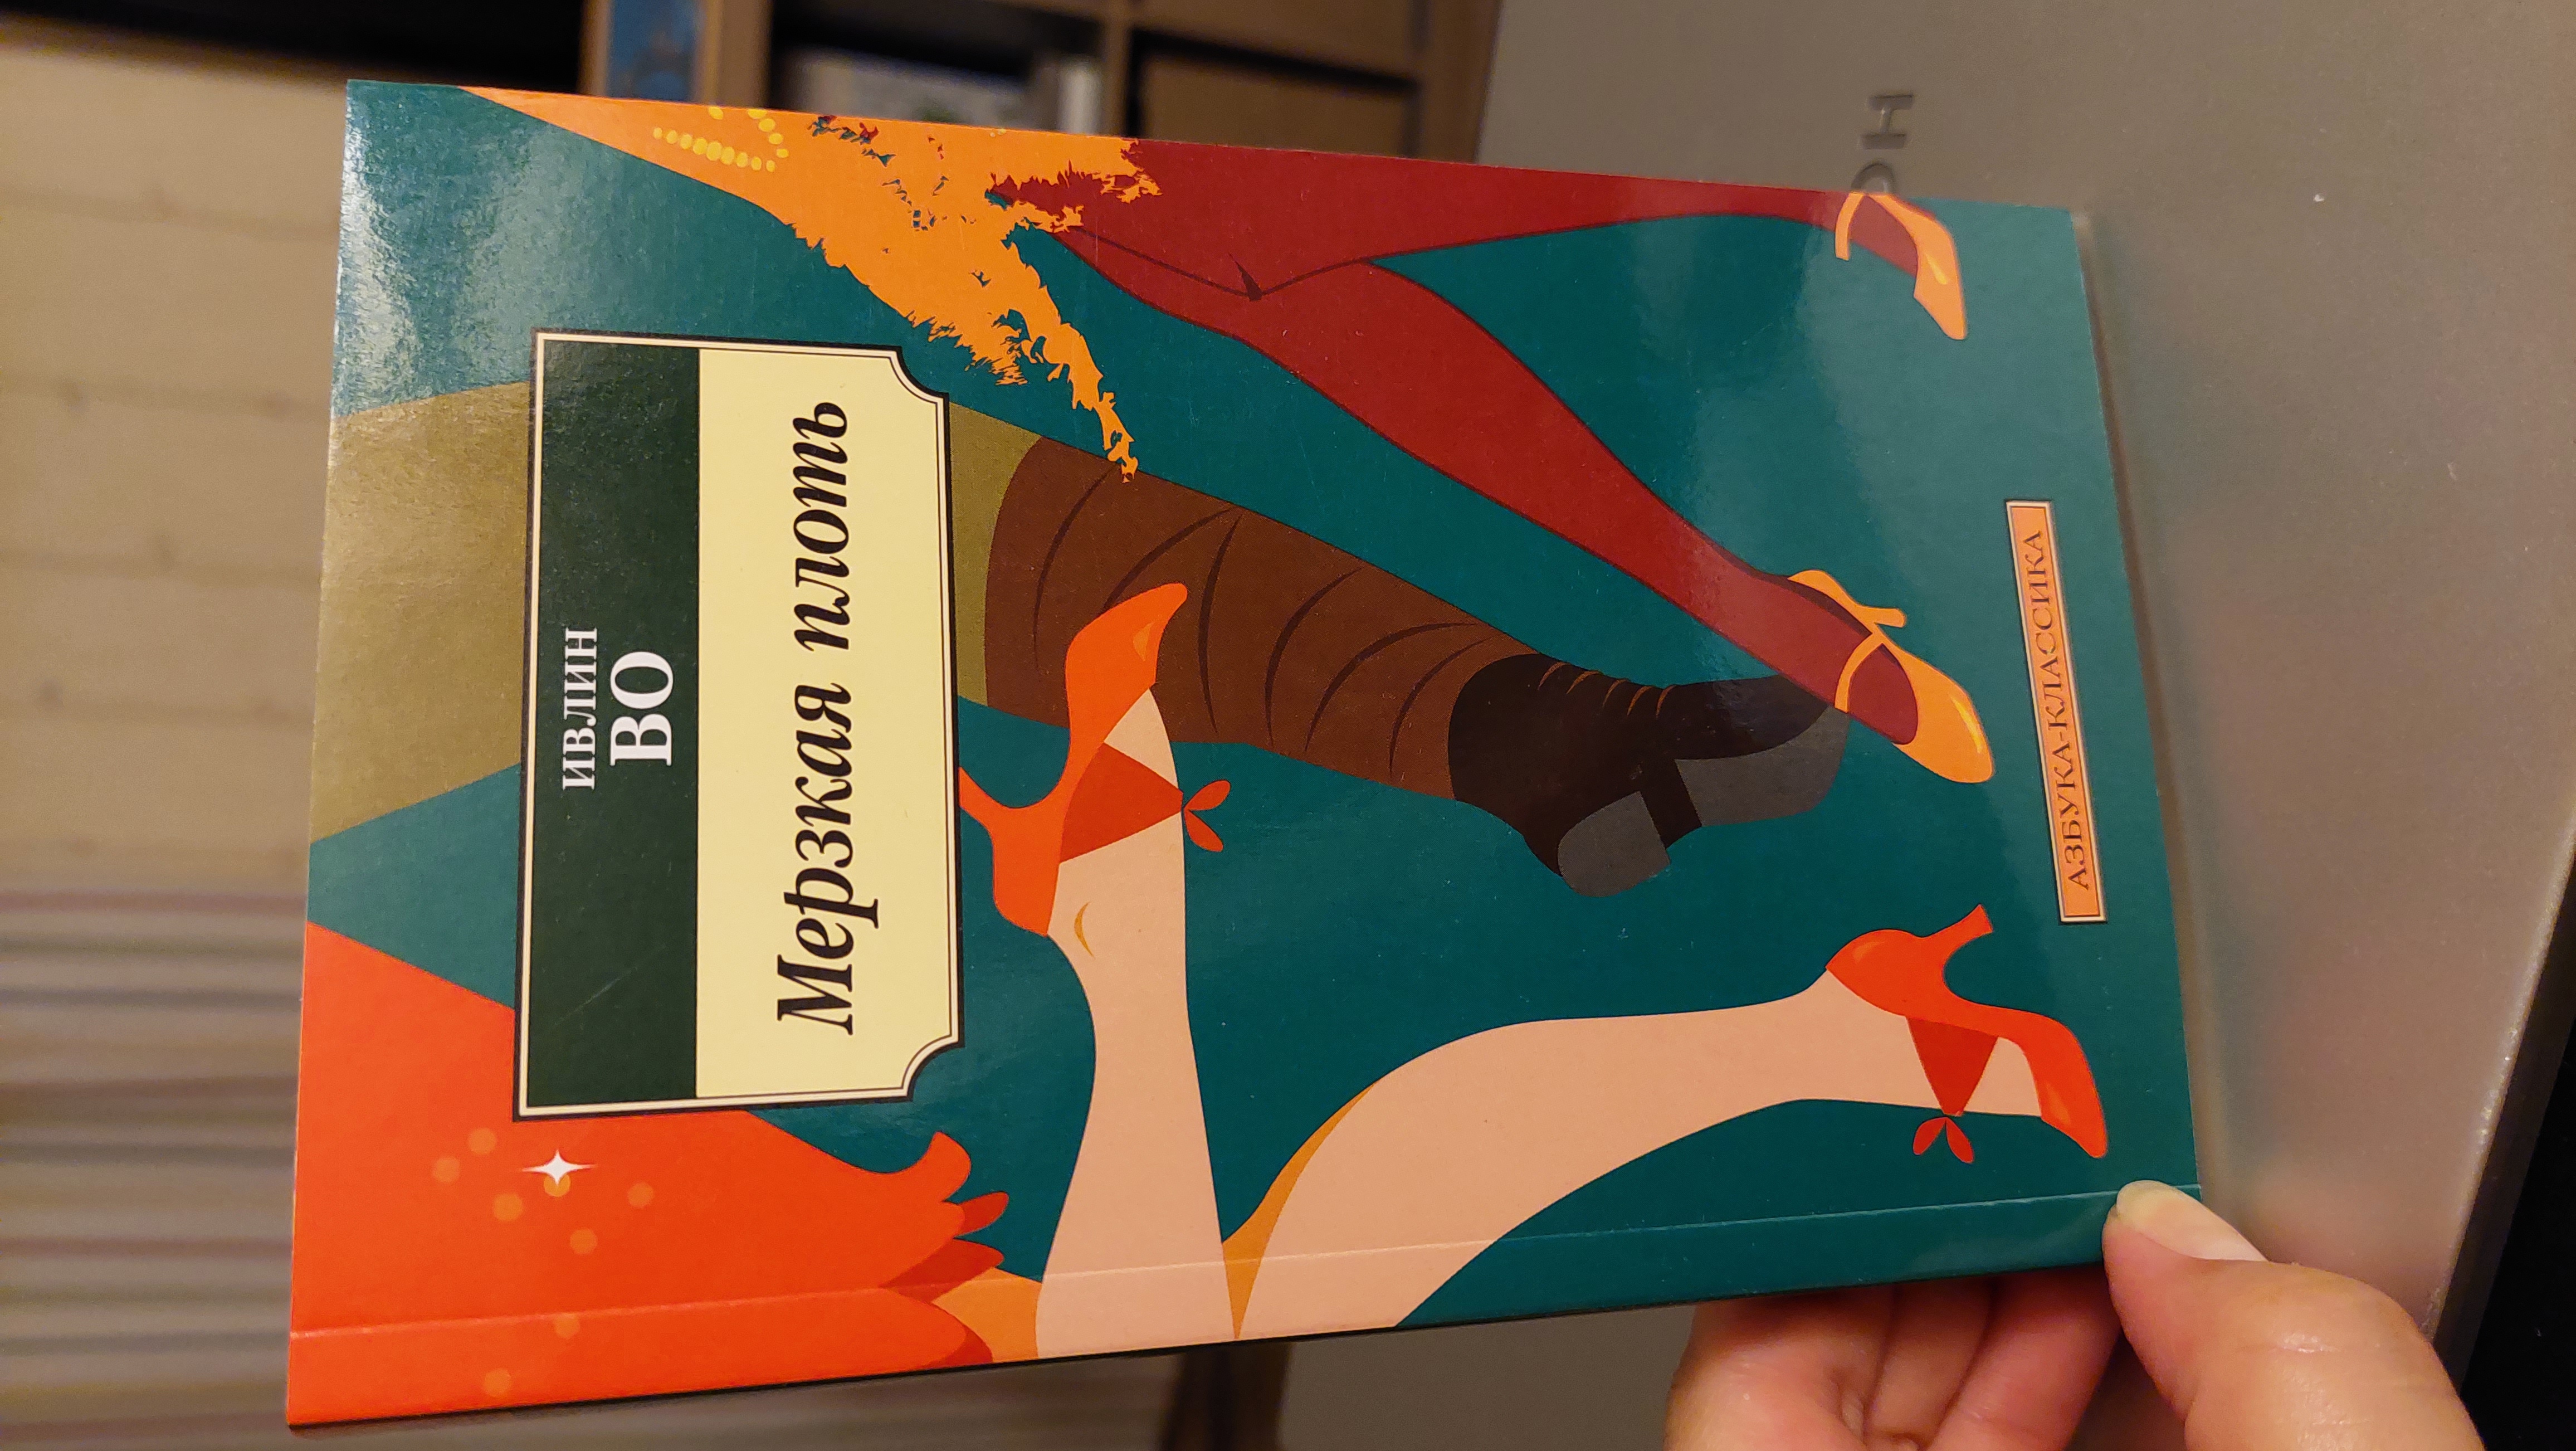 ИВЛИН
ВО
Мерзкая плоть
АЗБУКА-КЛАССИКА